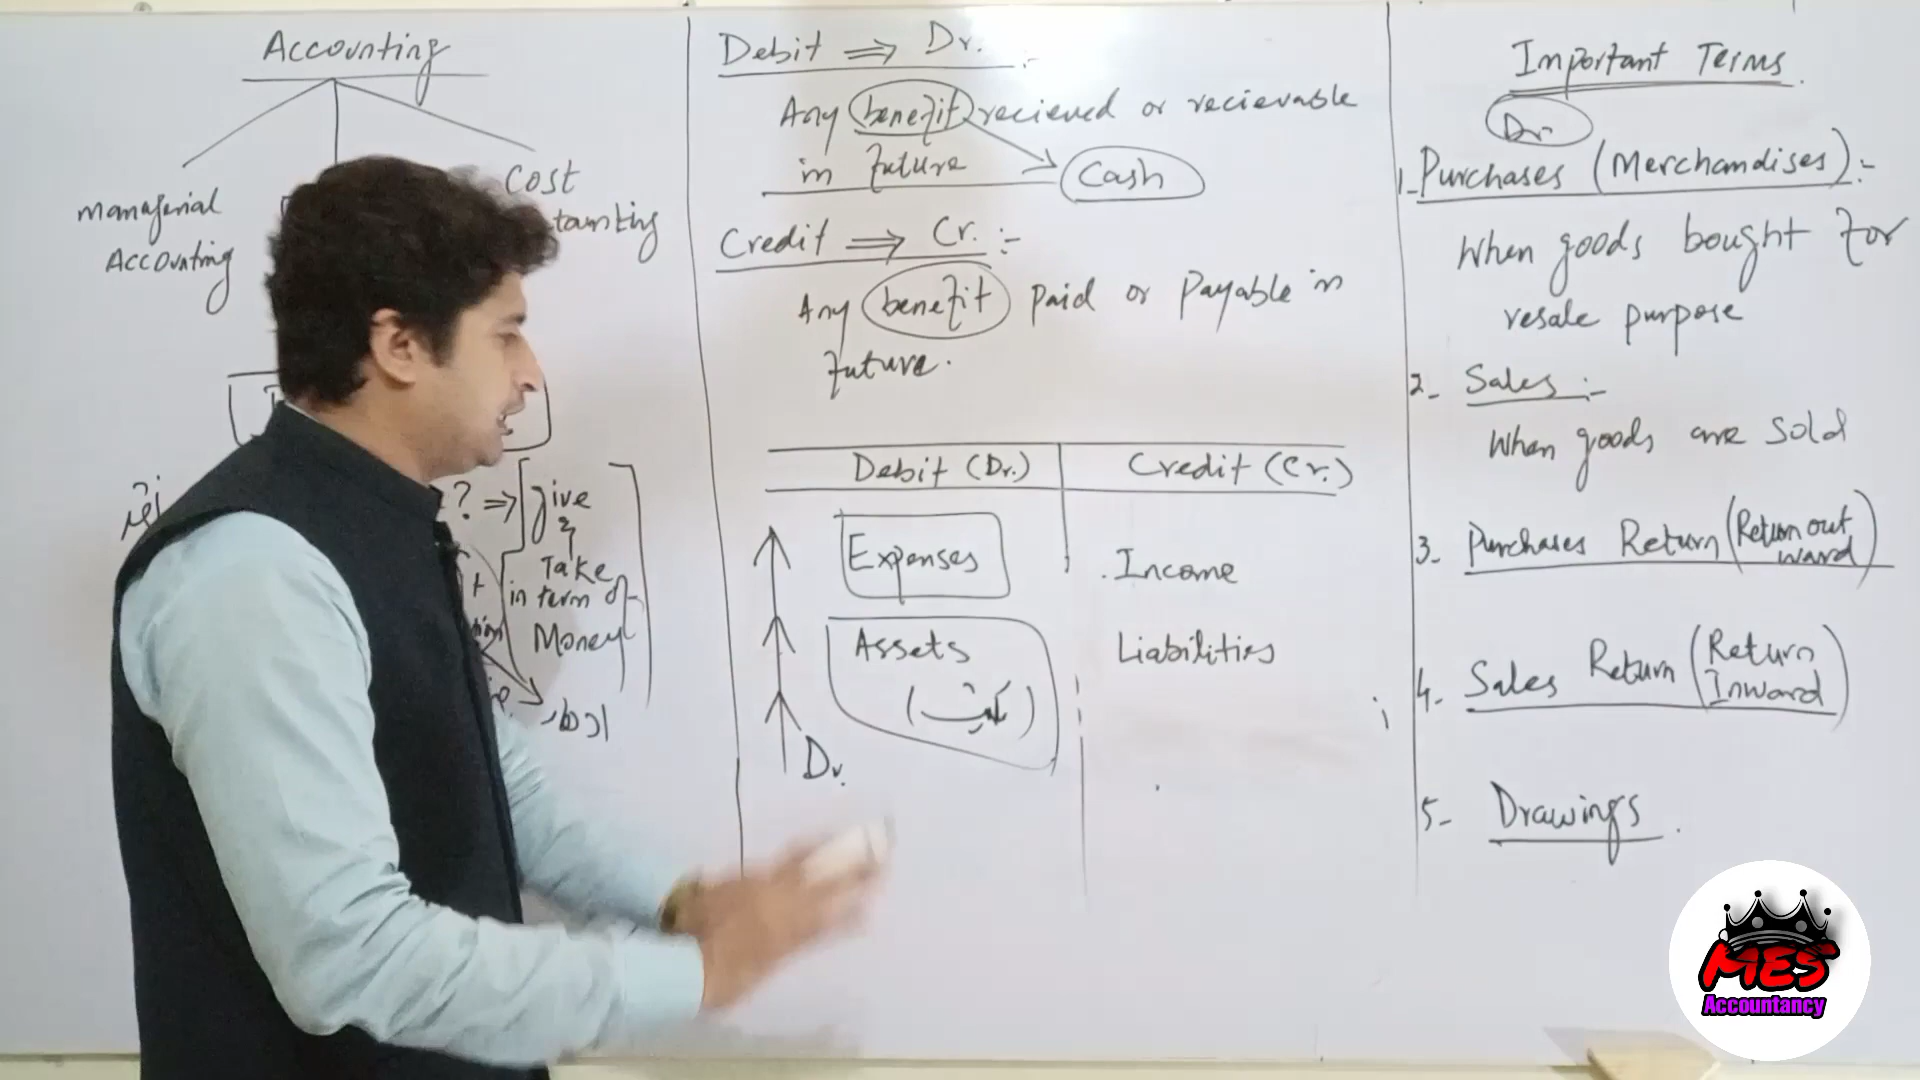 Accounting
managerial
Accounting
Cost
Debit ⇒ Dr. :-
Any benefit recieved or recievable
in future
Cash
Credit ⇒ Cr. :-
Any benefit Paid or Payable in
future.
? ⇒ give
&
Take
in term of
Money
Debit (Dr.) Credit (Cr.)
Expenses Income
Assets Liabilities
(ملکیت)
Dr.
Important Terms.
Dr.
1- Purchases (Merchandises):-
When goods bought for
resale purpose
2- Sales :-
When goods are sold
3- Purchases Return (Return out
ward)
4- Sales Return (Return
Inward)
5- Drawings.
MES
Accountancy